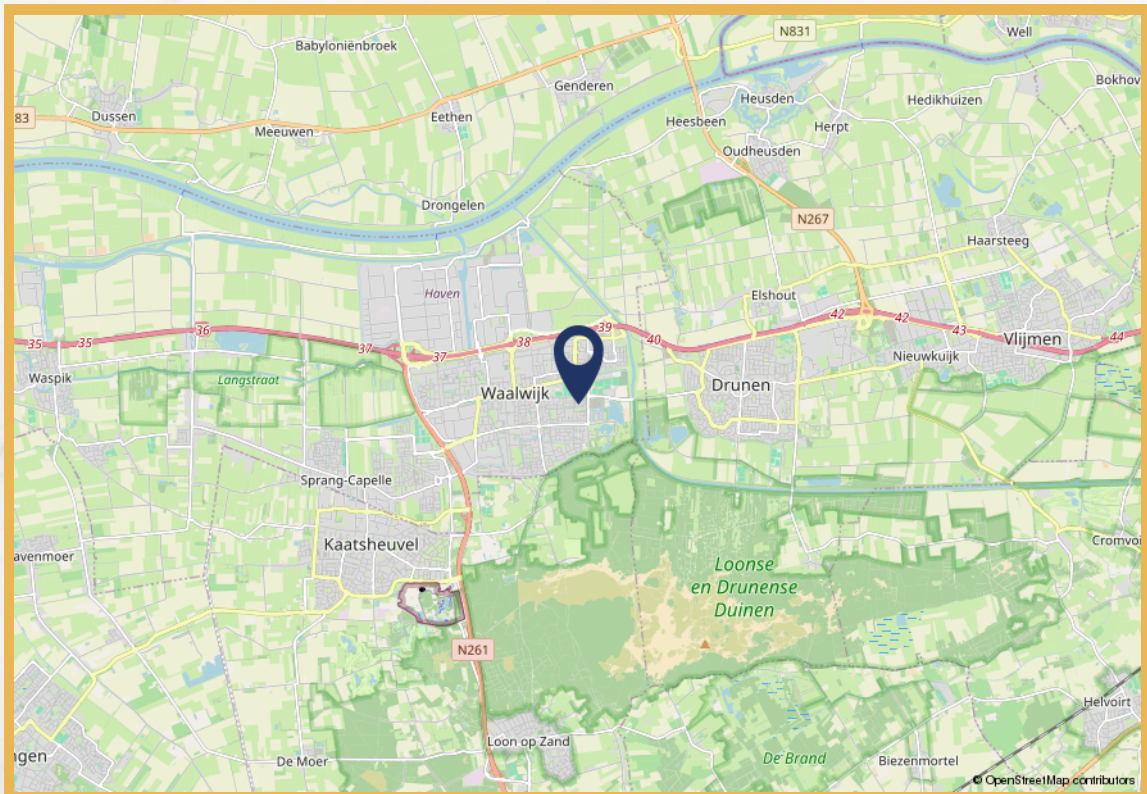 N831
Well
Babyloniënbroek
Genderen
Bokhov
83
Dussen
Meeuwen
Eethen
Heusden
Hedikhuizen
Heesbeen
Herpt
Oudheusden
Drongelen
N267
Haarsteeg
Haven
Elshout
39
42
42
43
44
35
35
36
37
37
38
40
Vlijmen
Nieuwkuijk
Waspik
Langstraat
Waalwijk
Drunen
Sprang-Capelle
Kaatsheuvel
avenmoer
Cromvoi
Loonse
en Drunense
Duinen
N261
Helvoirt
Loon op Zand
ngen
De Moer
De Brand
Biezenmortel
© OpenStreetMap contributors